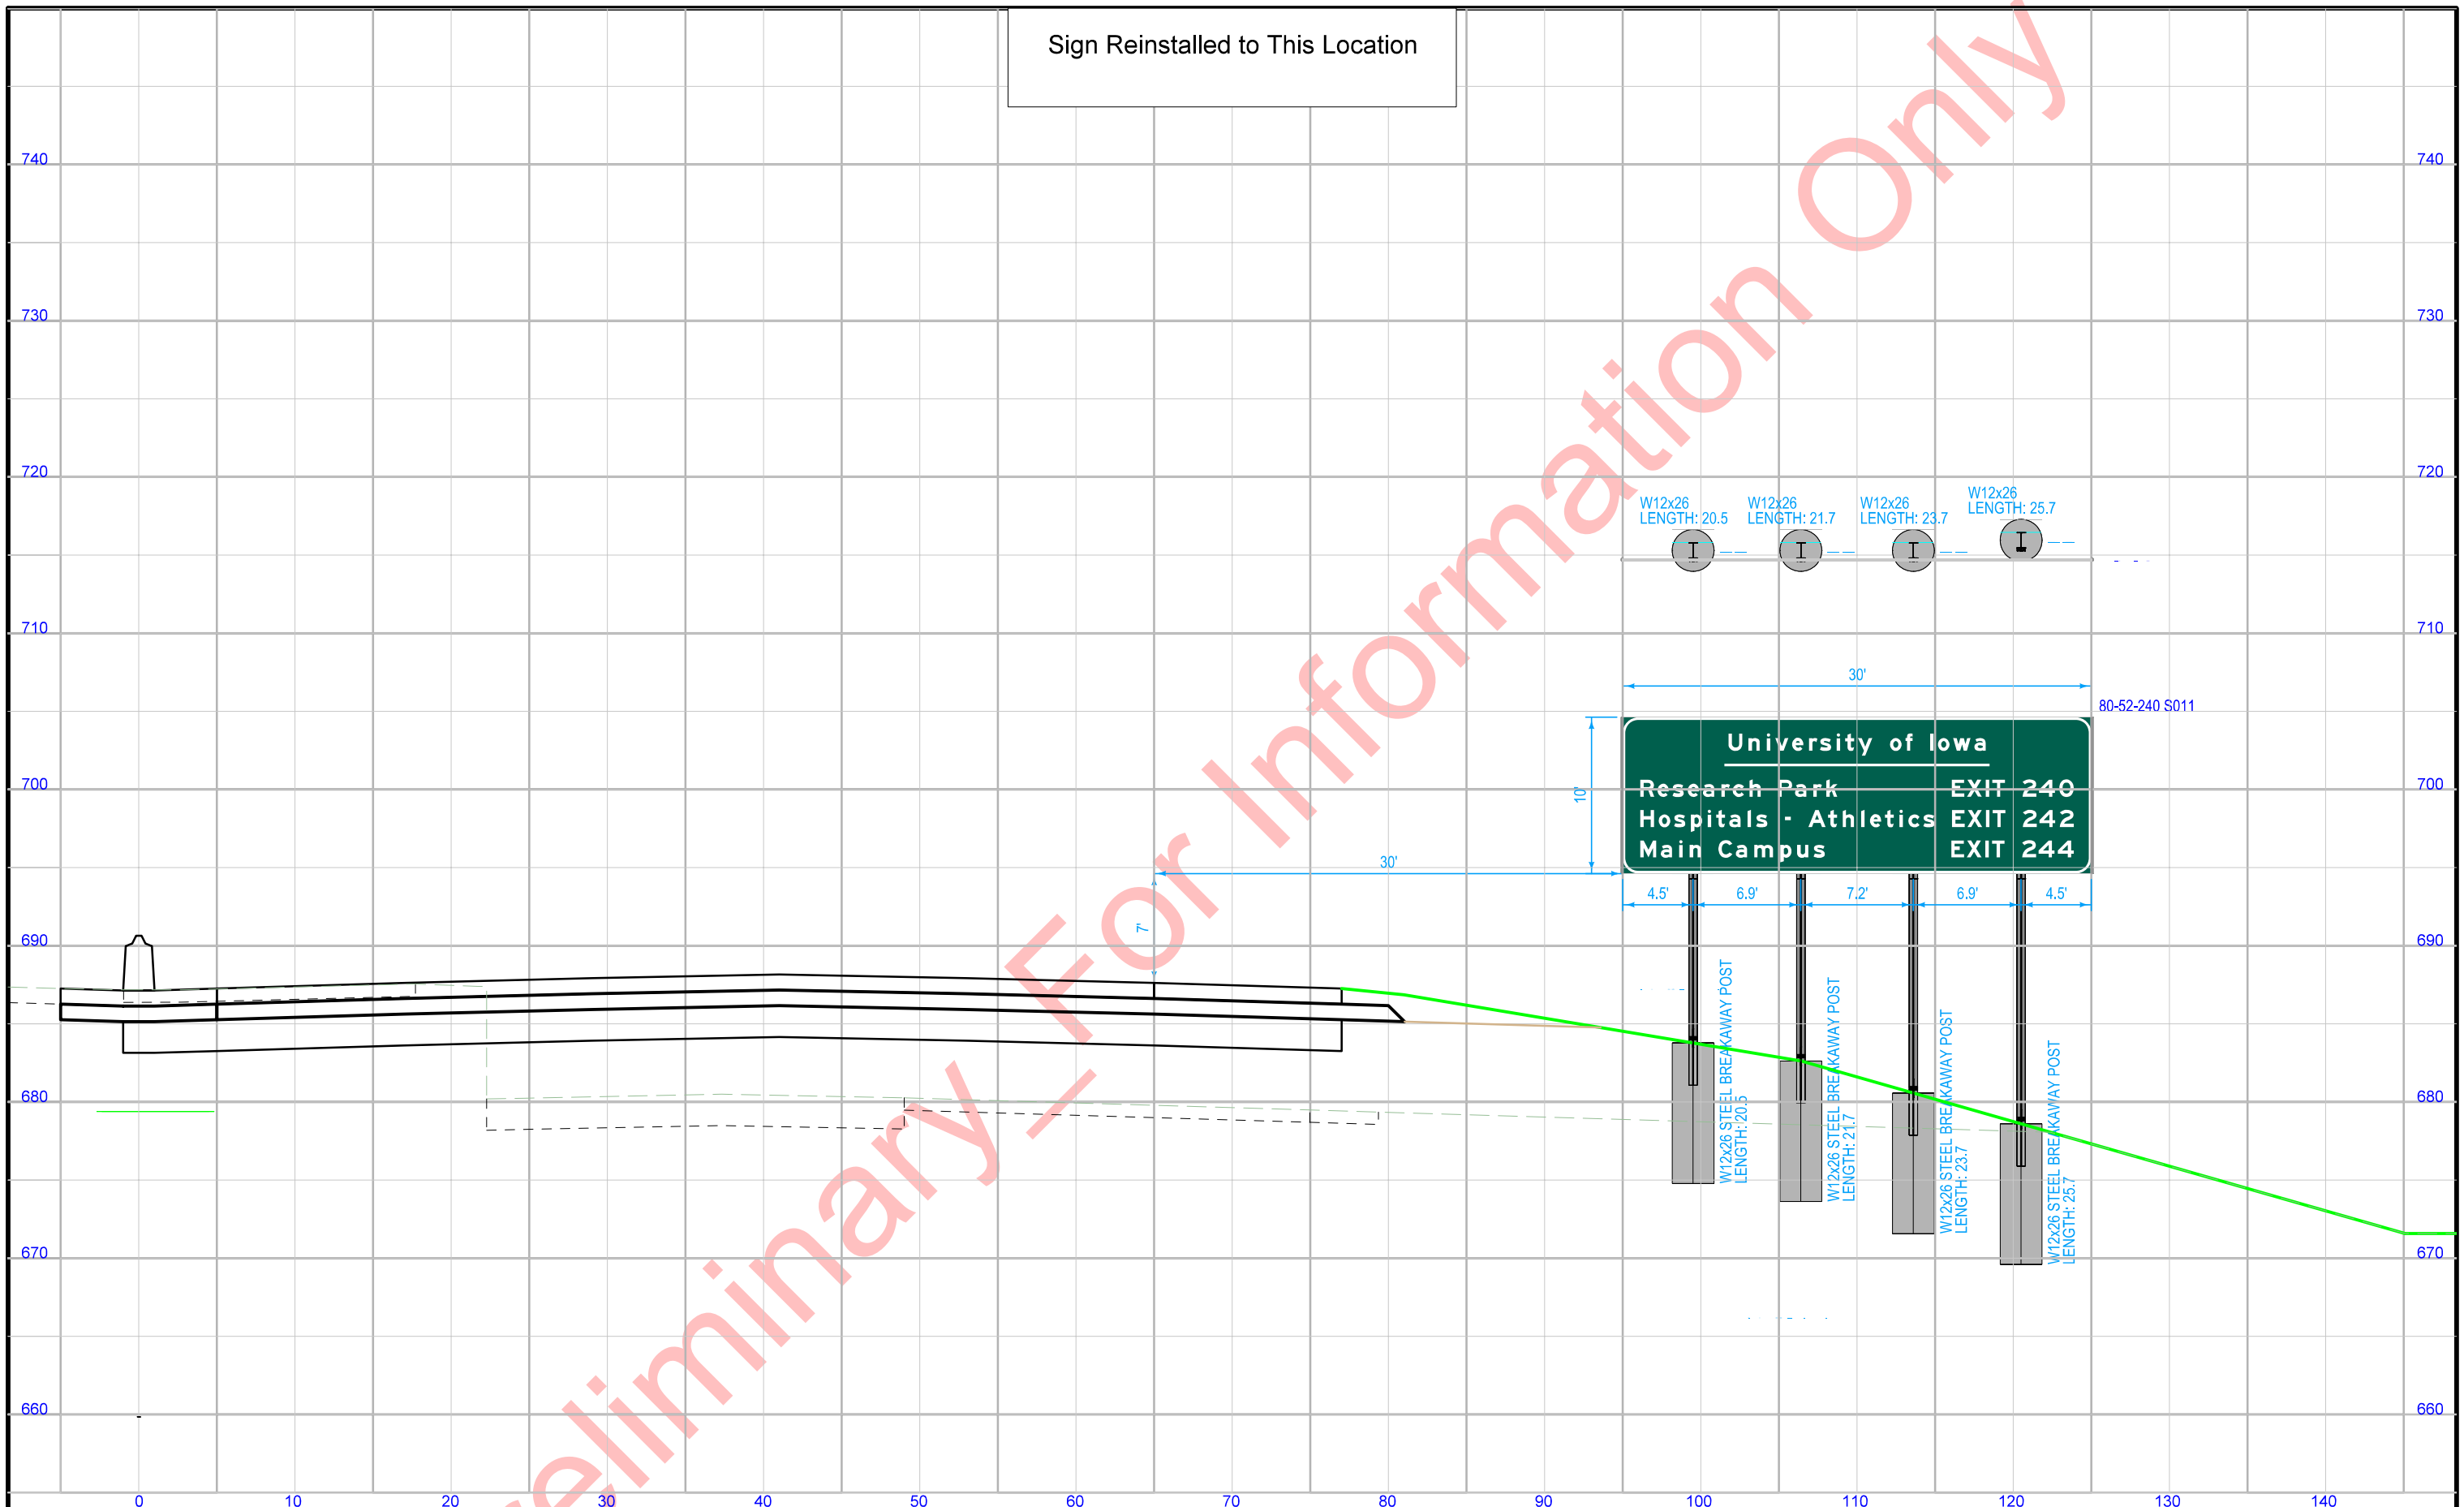 Sign Reinstalled to This Location
740
740
730
730
720
720
W12x26
LENGTH: 20.5
W12x26
LENGTH: 21.7
W12x26
LENGTH: 23.7
W12x26
LENGTH: 25.7
710
710
30'
80-52-240 S011
University of Iowa
Research Park EXIT 240
Hospitals - Athletics EXIT 242
Main Campus EXIT 244
10'
700
700
30'
7'
4.5'
6.9'
7.2'
6.9'
4.5'
690
690
W12x26 STEEL BREAKAWAY POST
LENGTH: 20.5
W12x26 STEEL BREAKAWAY POST
LENGTH: 21.7
W12x26 STEEL BREAKAWAY POST
LENGTH: 23.7
W12x26 STEEL BREAKAWAY POST
LENGTH: 25.7
680
680
670
670
660
660
0
10
20
30
40
50
60
70
80
90
100
110
120
130
140
eliminary_For Information Only